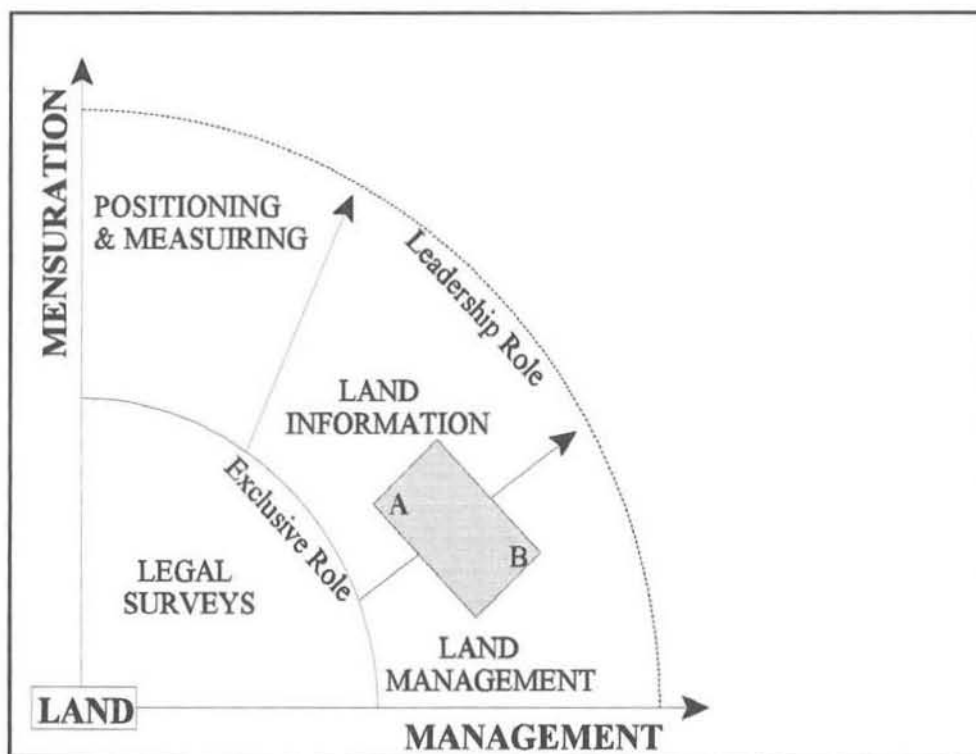 MENSURATION
POSITIONING
& MEASUIRING
Leadership Role
LAND
INFORMATION
Exclusive Role
A
B
LEGAL
SURVEYS
LAND
MANAGEMENT
LAND
MANAGEMENT